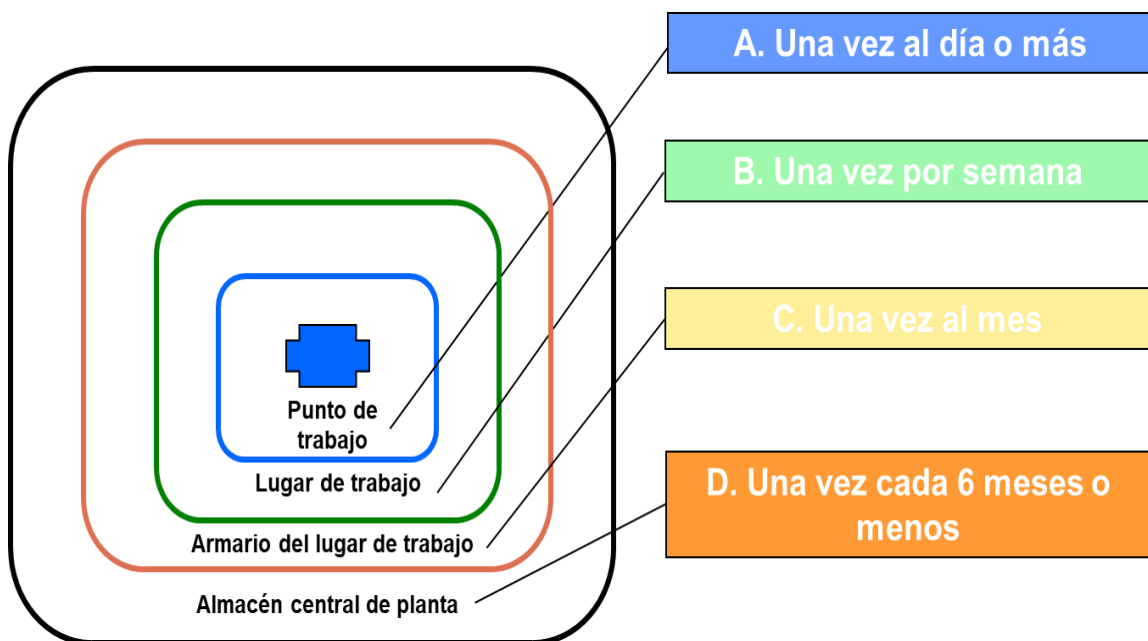 A. Una vez al día o más
B. Una vez por semana
C. Una vez al mes
D. Una vez cada 6 meses o
menos
Punto de
trabajo
Lugar de trabajo
Armario del lugar de trabajo
Almacén central de planta